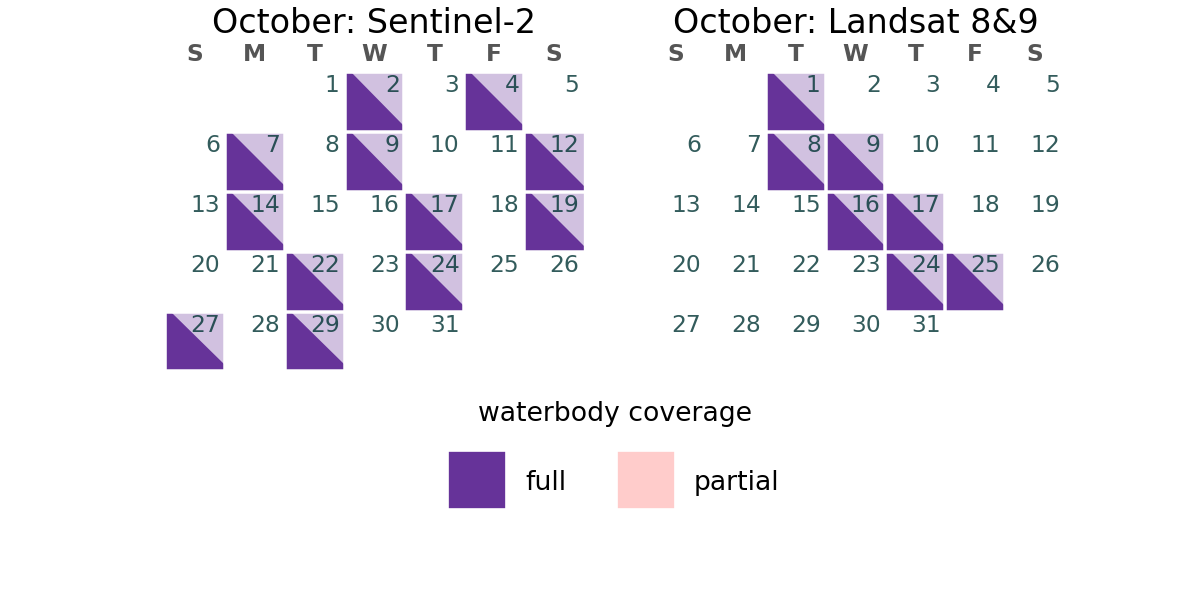 October: Sentinel-2
S M T W T F S
1 2 3 4 5
6 7 8 9 10 11 12
13 14 15 16 17 18 19
20 21 22 23 24 25 26
27 28 29 30 31
October: Landsat 8&9
S M T W T F S
1 2 3 4 5
6 7 8 9 10 11 12
13 14 15 16 17 18 19
20 21 22 23 24 25 26
27 28 29 30 31
waterbody coverage
full partial